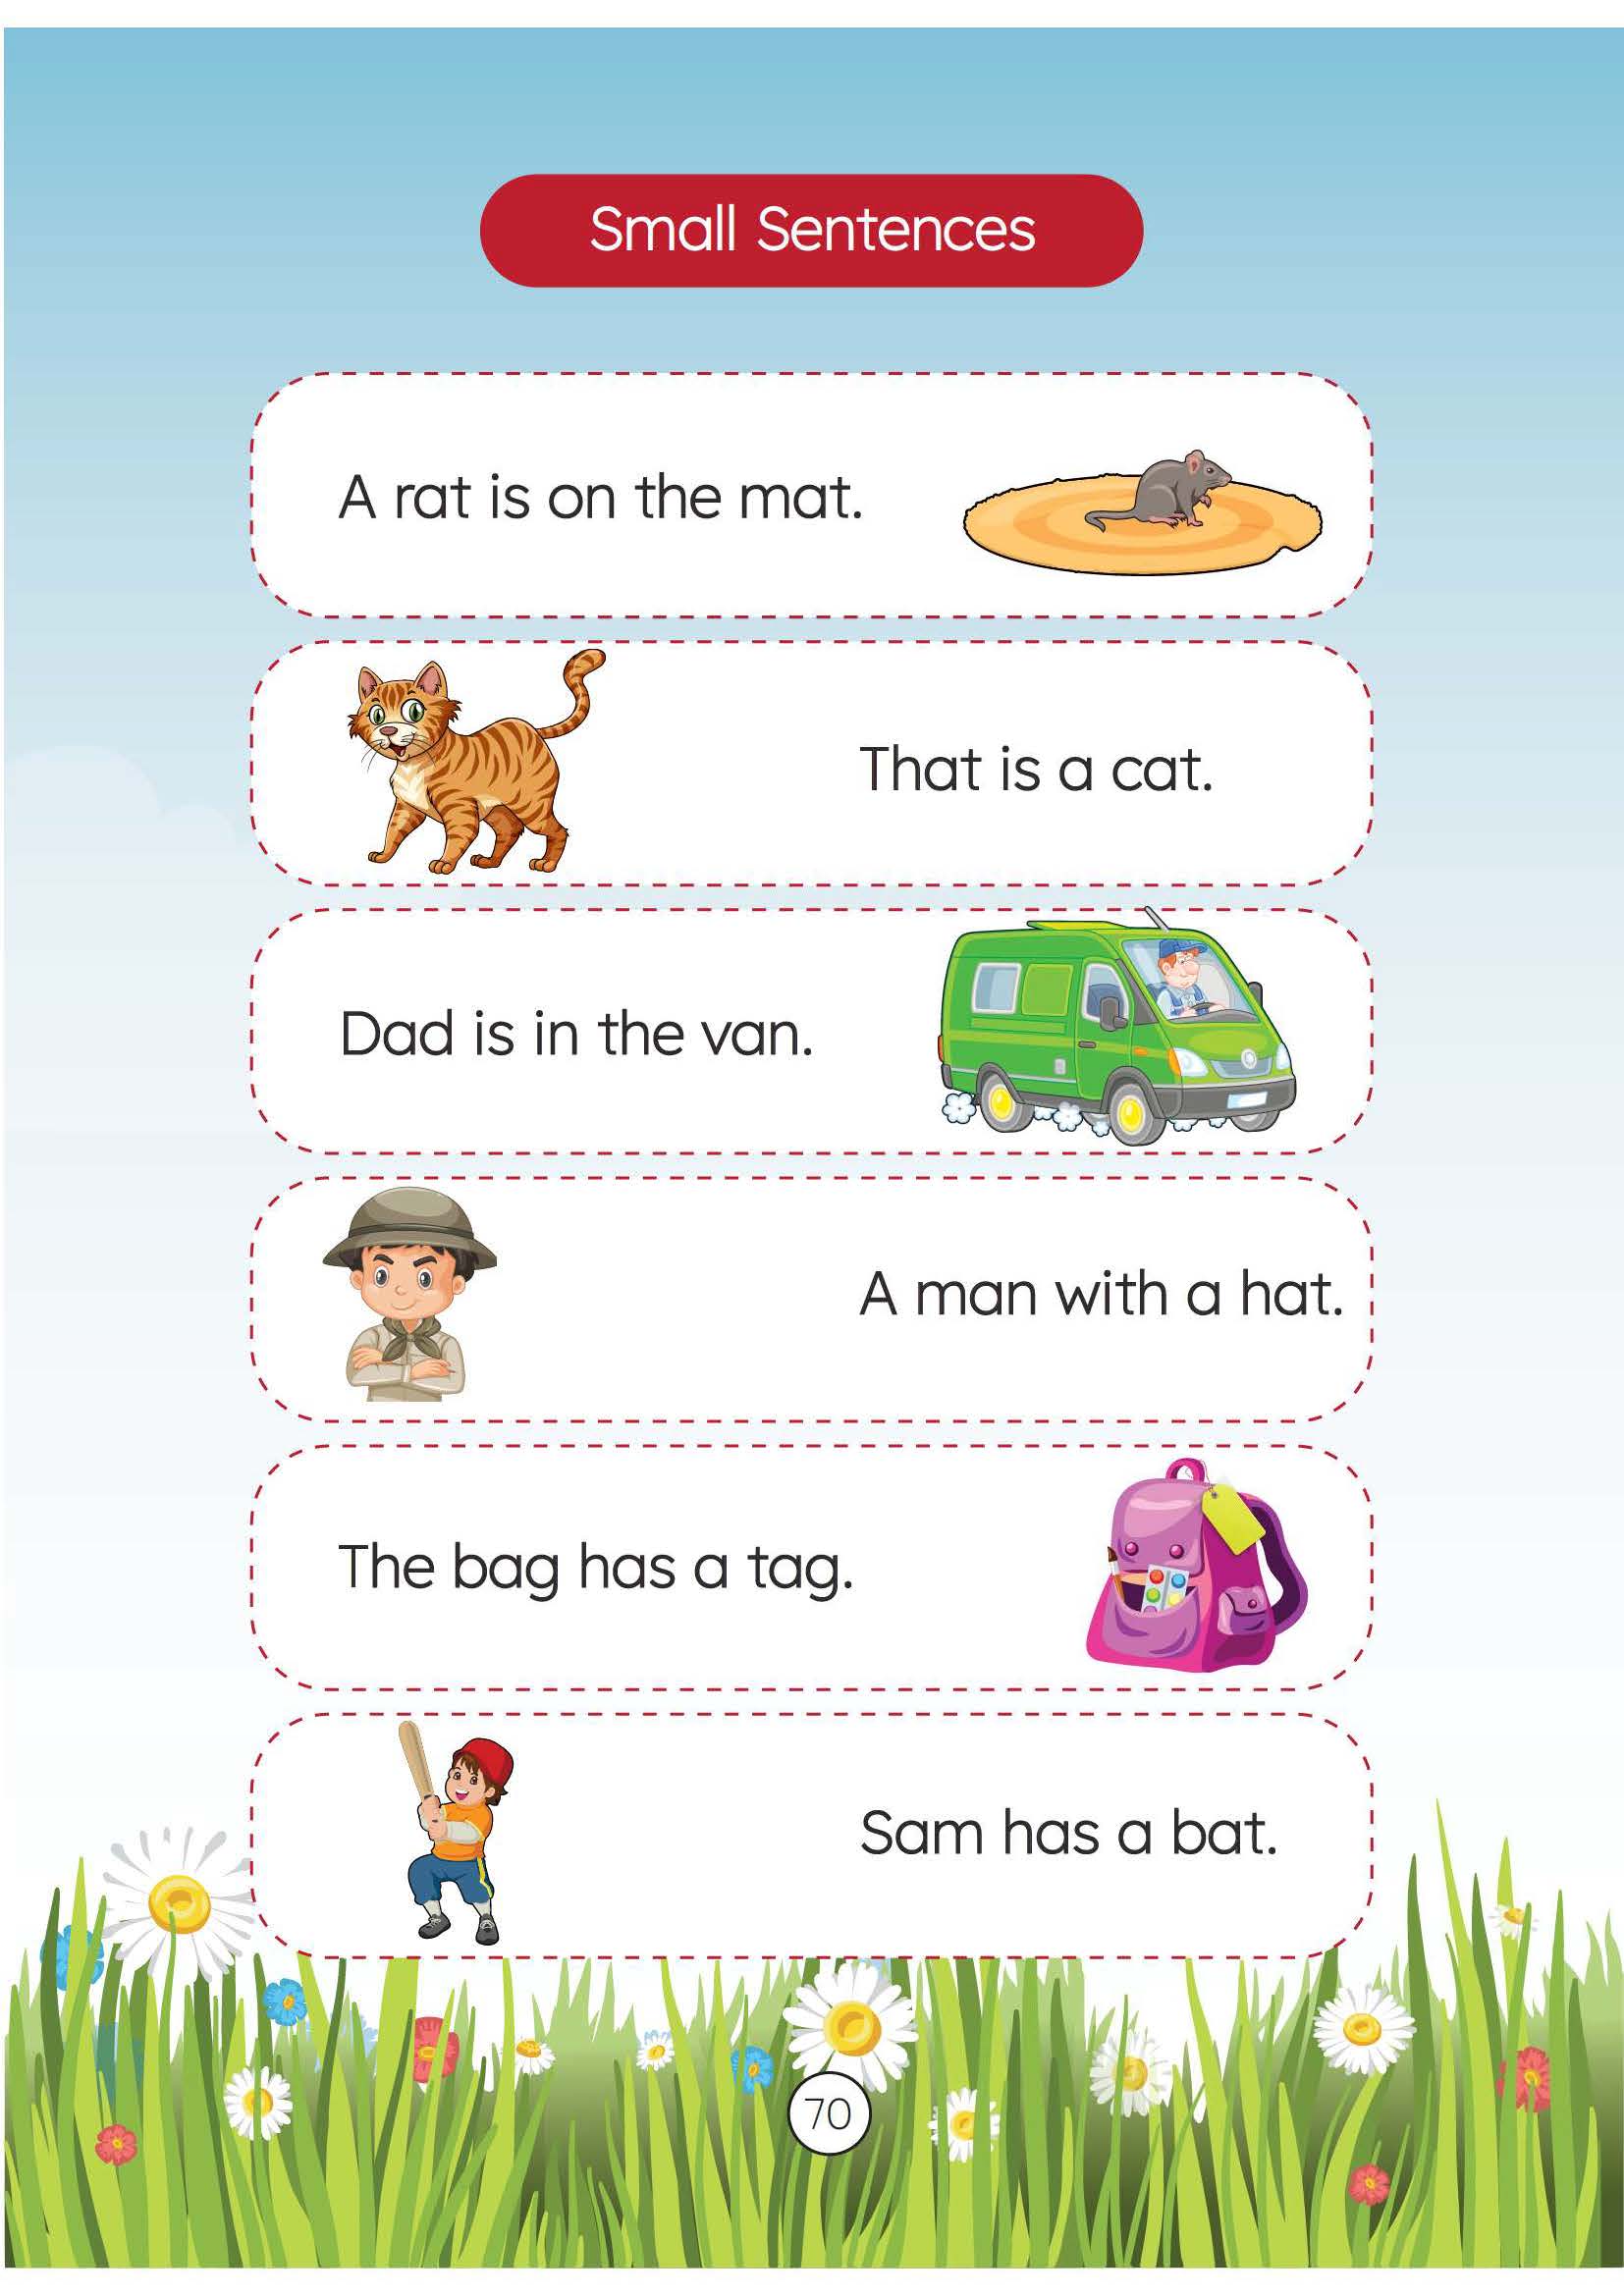 Small Sentences
A rat is on the mat.
That is a cat.
Dad is in the van.
A man with a hat.
The bag has a tag.
Sam has a bat.
70